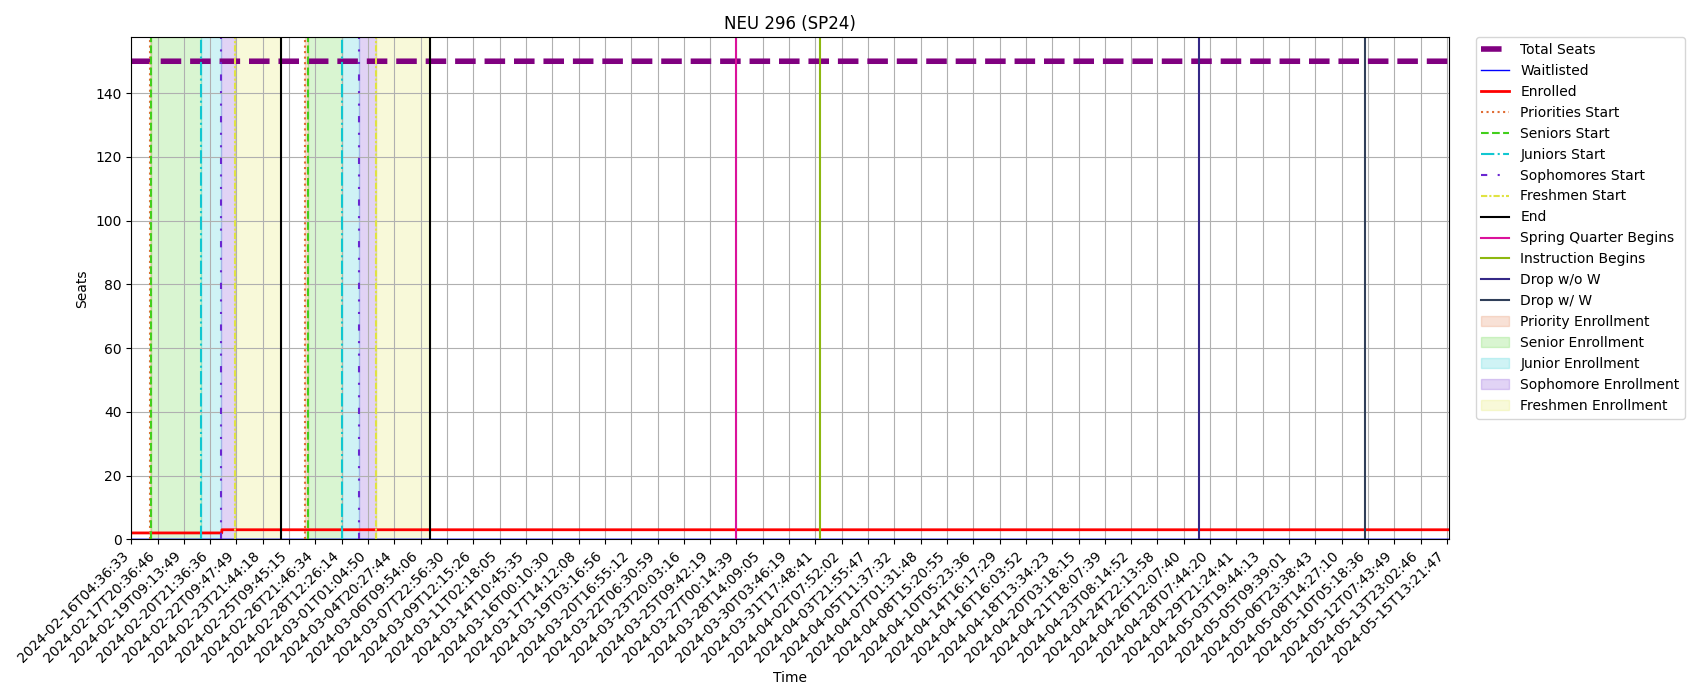 NEU 296 (SP24)
Seats
140
120
100
80
60
40
20
0
2024-02-16T04:36:33
2024-02-17T20:36:46
2024-02-19T09:13:49
2024-02-20T21:36:36
2024-02-22T09:47:49
2024-02-23T21:44:18
2024-02-25T09:45:15
2024-02-26T21:46:34
2024-02-28T12:26:14
2024-03-01T01:04:50
2024-03-04T20:27:44
2024-03-06T09:54:06
2024-03-07T22:56:30
2024-03-09T12:15:26
2024-03-11T02:18:05
2024-03-14T10:45:35
2024-03-16T00:10:30
2024-03-17T14:12:08
2024-03-19T03:16:56
2024-03-20T16:55:12
2024-03-22T06:30:59
2024-03-23T20:03:16
2024-03-25T09:42:19
2024-03-27T00:14:39
2024-03-28T14:09:05
2024-03-30T03:46:19
2024-03-31T17:48:41
2024-04-02T07:52:02
2024-04-03T21:55:47
2024-04-05T11:37:32
2024-04-07T01:31:48
2024-04-08T15:20:55
2024-04-10T05:23:36
2024-04-14T16:17:29
2024-04-16T16:03:52
2024-04-18T13:34:23
2024-04-20T03:18:15
2024-04-21T18:07:39
2024-04-23T08:14:52
2024-04-24T22:13:58
2024-04-26T12:07:40
2024-04-28T07:44:20
2024-04-29T21:24:41
2024-05-03T19:44:13
2024-05-05T09:39:01
2024-05-06T23:38:43
2024-05-08T14:27:10
2024-05-10T05:18:36
2024-05-12T07:43:49
2024-05-13T23:02:46
2024-05-15T13:21:47
Time
Total Seats
Waitlisted
Enrolled
Priorities Start
Seniors Start
Juniors Start
Sophomores Start
Freshmen Start
End
Spring Quarter Begins
Instruction Begins
Drop w/o W
Drop w/ W
Priority Enrollment
Senior Enrollment
Junior Enrollment
Sophomore Enrollment
Freshmen Enrollment